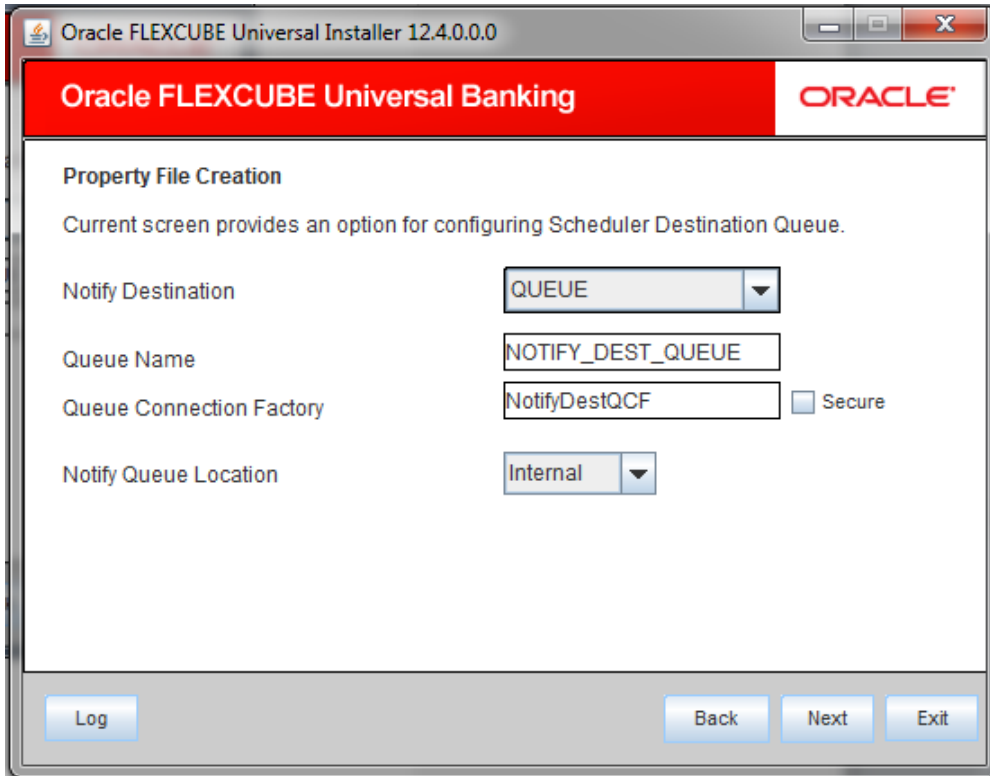 Oracle FLEXCUBE Universal Installer 12.4.0.0.0
Oracle FLEXCUBE Universal Banking
ORACLE
Property File Creation
Current screen provides an option for configuring Scheduler Destination Queue.
Notify Destination
QUEUE
Queue Name
NOTIFY_DEST_QUEUE
Queue Connection Factory
NotifyDestQCF
Secure
Notify Queue Location
Internal
Log
Back
Next
Exit